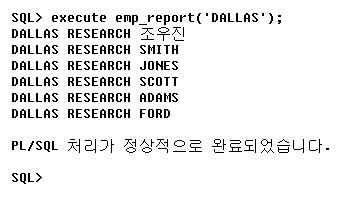 SQL> execute emp_report('DALLAS');
DALLAS RESEARCH 조우진
DALLAS RESEARCH SMITH
DALLAS RESEARCH JONES
DALLAS RESEARCH SCOTT
DALLAS RESEARCH ADAMS
DALLAS RESEARCH FORD
PL/SQL 처리가 정상적으로 완료되었습니다.
SQL>